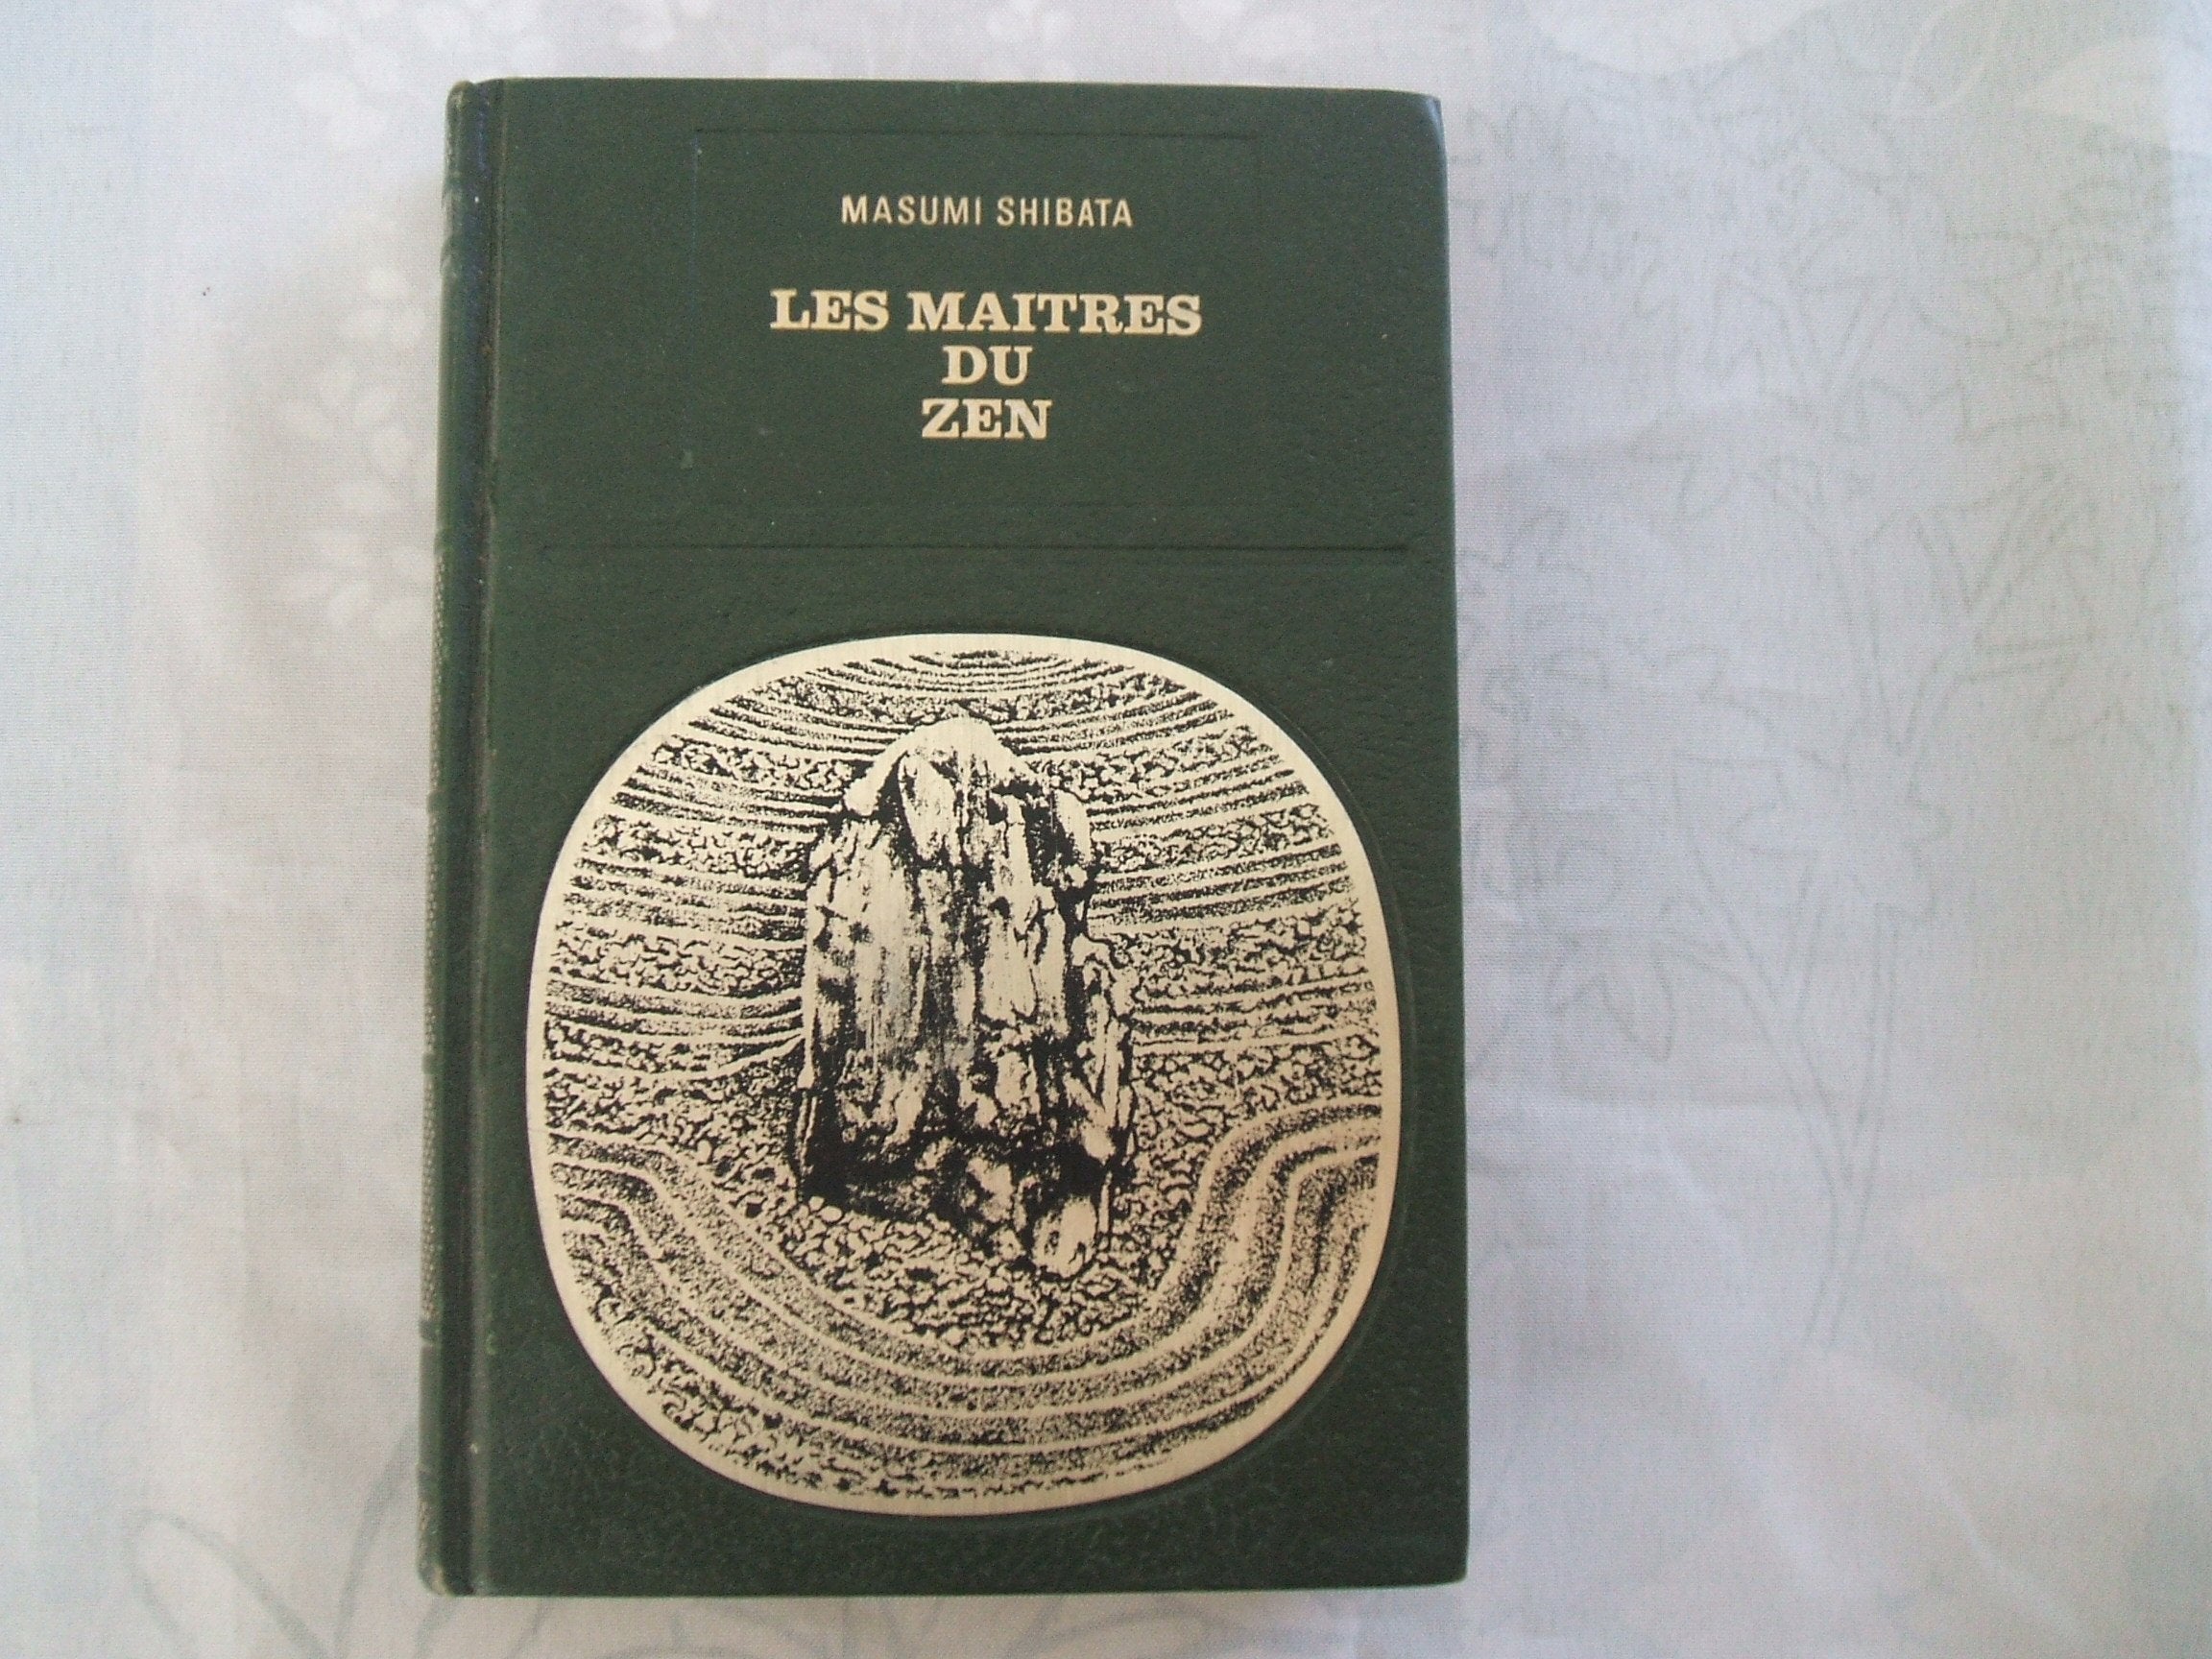 MASUMI SHIBATA
LES MAITRES
DU
ZEN